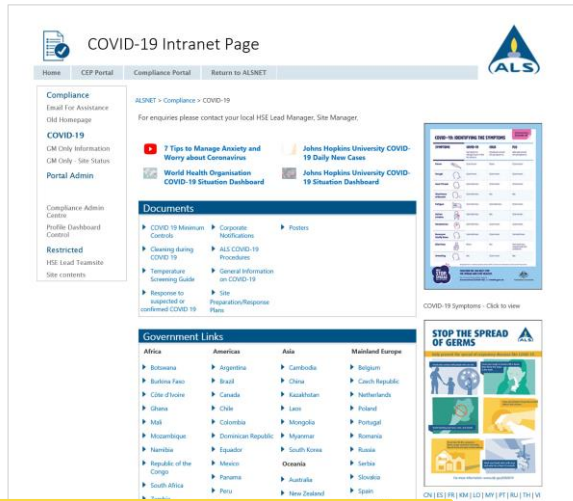 COVID-19 Intranet Page
ALS
Home CEP Portal Compliance Portal Return to ALSNET
Compliance
Email For Assistance
Old Homepage
COVID-19
GM Only Information
GM Only - Site Status
Portal Admin
Compliance Admin
Centre
Profile Dashboard
Control
Restricted
HSE Lead Teamsite
Site contents
ALSNET > Compliance > COVID-19
For enquiries please contact your local HSE Lead Manager, Site Manager.
7 Tips to Manage Anxiety and
Worry about Coronavirus
Johns Hopkins University COVID-
19 Daily New Cases
World Health Organisation
COVID-19 Situation Dashboard
Johns Hopkins University COVID-
19 Situation Dashboard
Documents
COVID 19 Minimum
Controls
Cleaning during
COVID 19
Temperature
Screening Guide
Response to
suspected or
confirmed COVID 19
Corporate
Notifications
ALS COVID-19
Procedures
General Information
on COVID-19
Site
Preparation/Response
Plans
Posters
Government Links
Africa
Botswana
Burkina Faso
Côte d'Ivoire
Ghana
Mali
Mozambique
Namibia
Republic of the
Congo
South Africa
Americas
Argentina
Brazil
Canada
Chile
Colombia
Dominican Republic
Equador
Mexico
Panama
Peru
Asia
Cambodia
China
Kazakhstan
Laos
Mongolia
Myanmar
South Korea
Oceania
Australia
New Zealand
Mainland Europe
Belgium
Czech Republic
Netherlands
Poland
Portugal
Romania
Russia
Serbia
Slovakia
Spain
COVID-19: IDENTIFYING THE SYMPTOMS
SYMPTOMS COVID-19 COLD FLU
COVID-19 Symptoms - Click to view
STOP THE SPREAD
OF GERMS
ALS
CN | ES | FR | KM | LO | MY | PT | RU | TH | VI